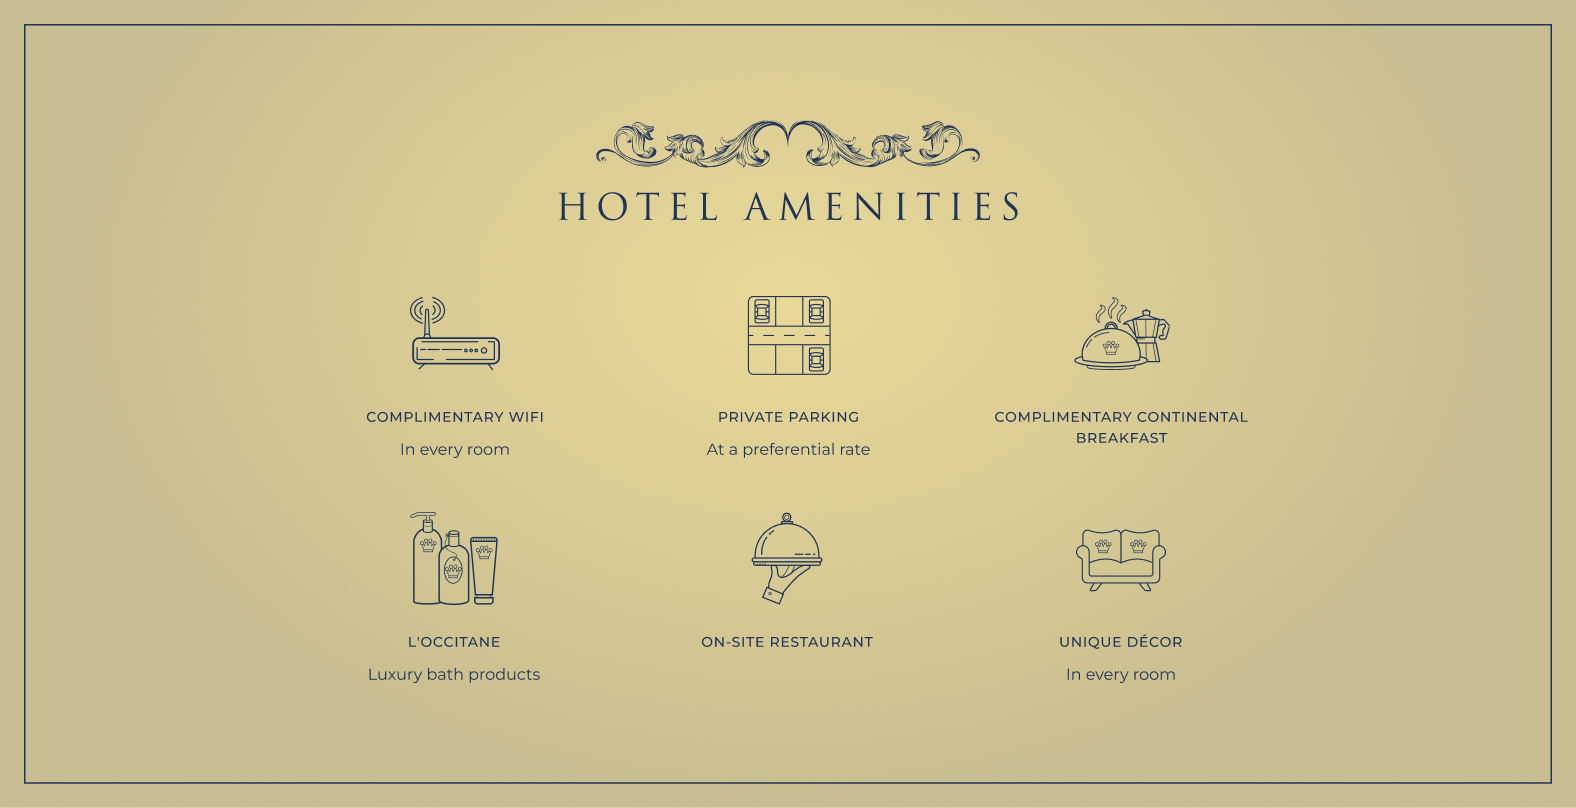 HOTEL AMENITIES
COMPLIMENTARY WIFI
In every room
PRIVATE PARKING
At a preferential rate
COMPLIMENTARY CONTINENTAL
BREAKFAST
L'OCCITANE
Luxury bath products
ON-SITE RESTAURANT
UNIQUE DÉCOR
In every room